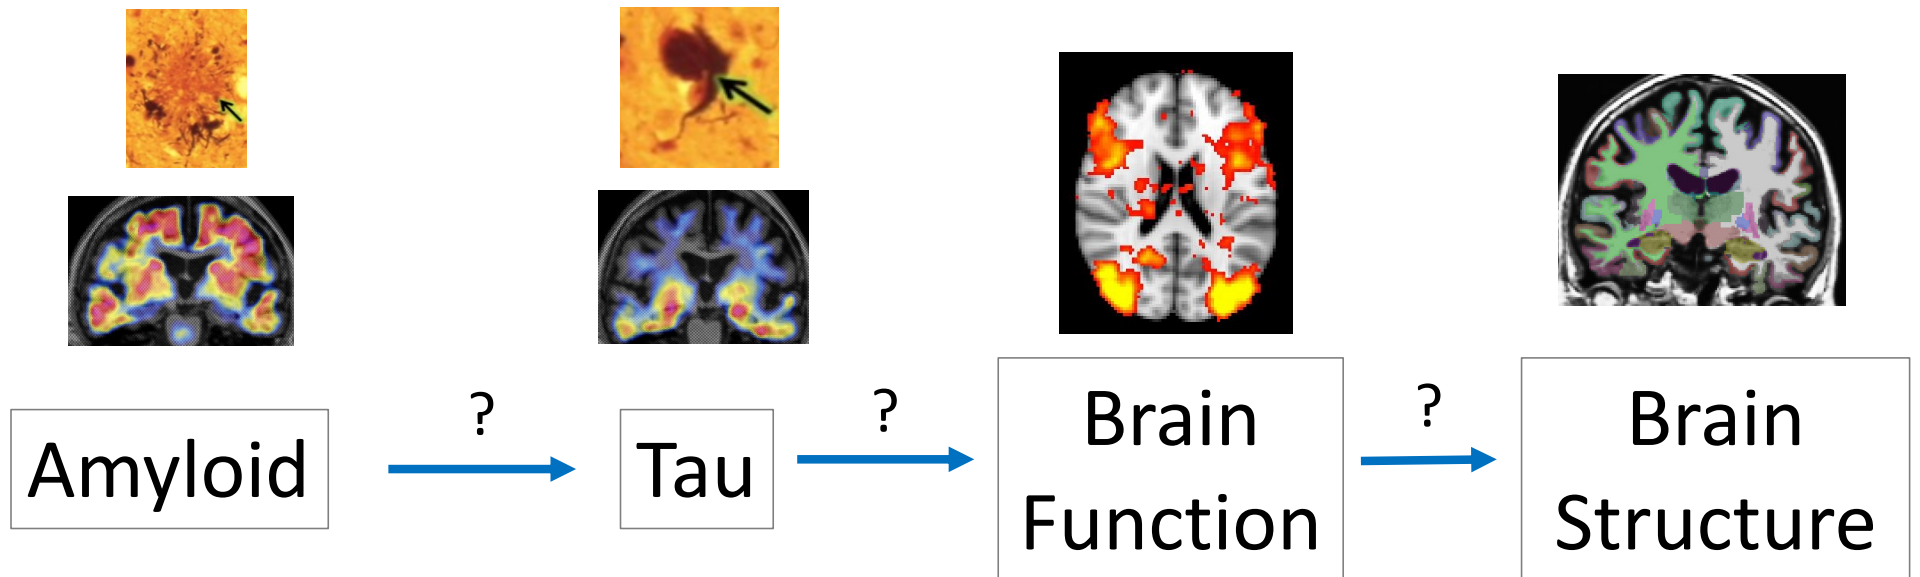 ?
?
?
Amyloid
Tau
Brain
Function
Brain
Structure